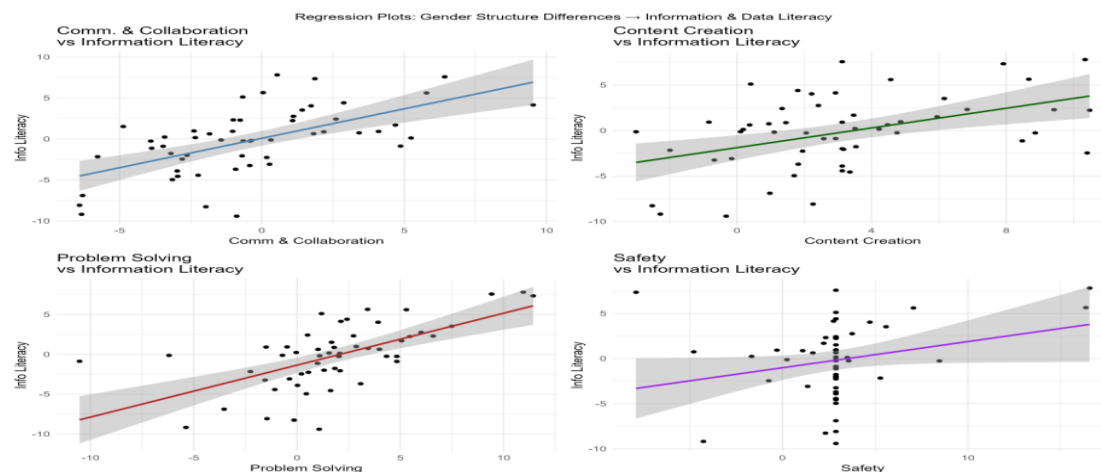 Regression Plots: Gender Structure Differences → Information & Data Literacy
Comm. & Collaboration
vs Information Literacy
10
5
0
-5
-10
Info Literacy
-5
0
5
10
Comm & Collaboration
Content Creation
vs Information Literacy
5
0
-5
-10
Info Literacy
0
4
8
Content Creation
Problem Solving
vs Information Literacy
5
0
-5
-10
Info Literacy
-10
-5
0
5
10
Problem Solving
Safety
vs Information Literacy
5
0
-5
-10
Info Literacy
0
10
Safety